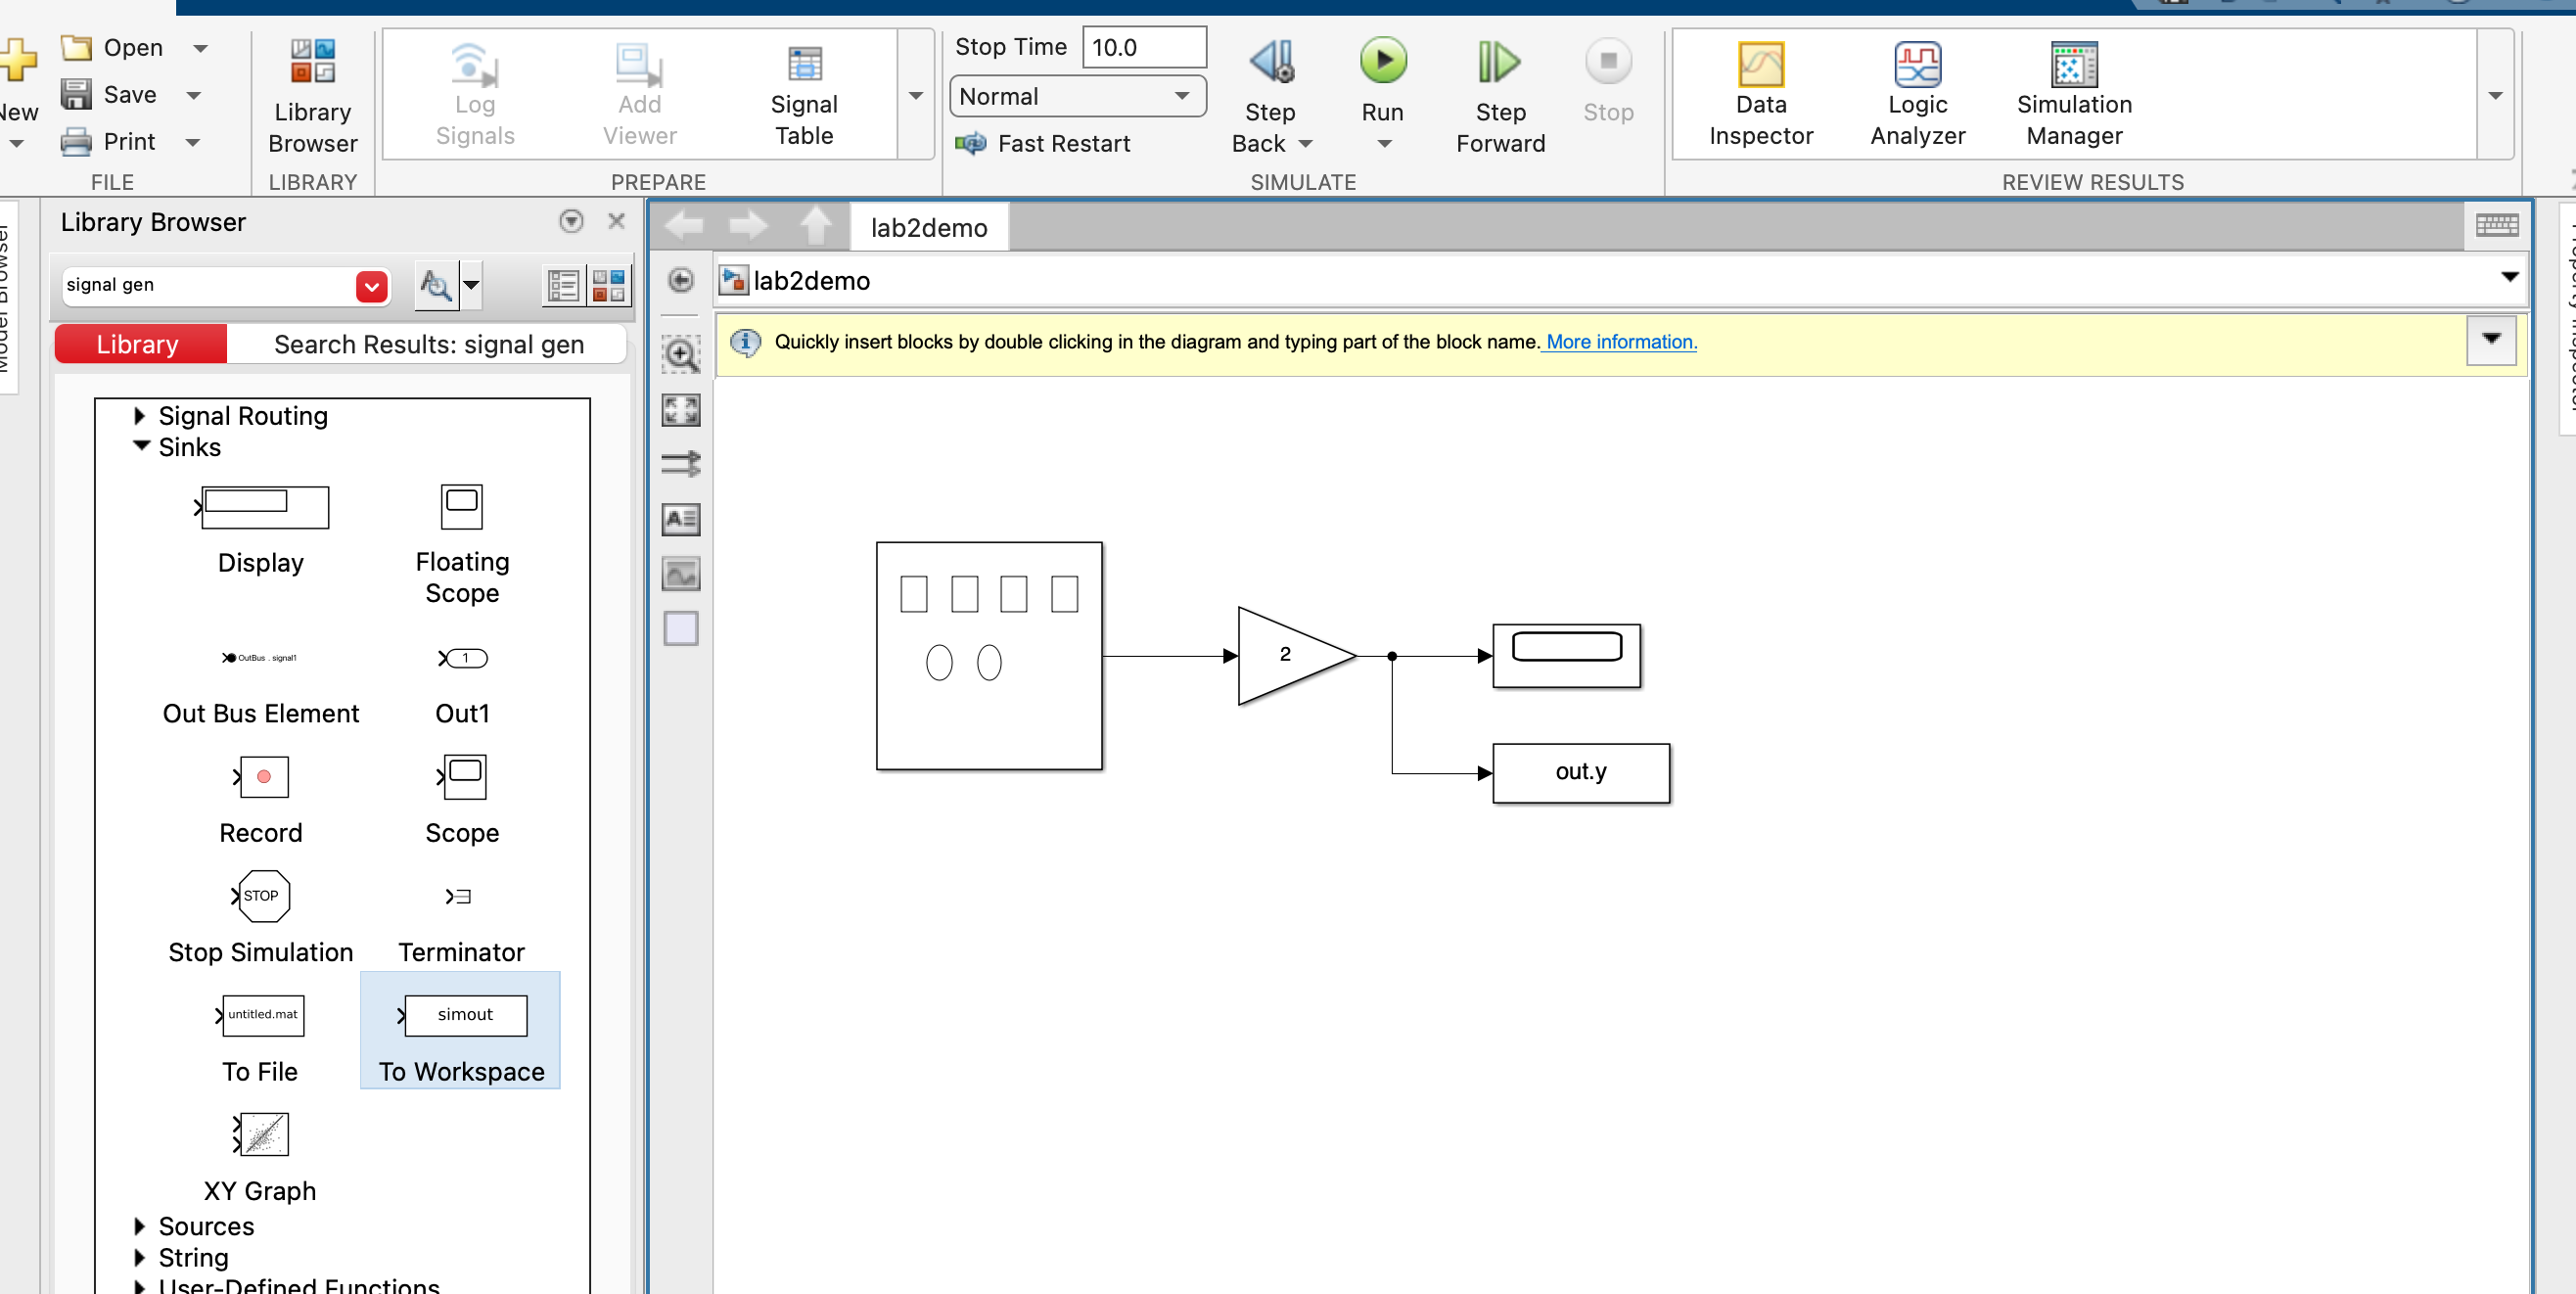 New
Open
Save
Print
FILE
Library
Browser
LIBRARY
Log
Signals
Add
Viewer
Signal
Table
PREPARE
Stop Time 10.0
Normal
Fast Restart
Step
Back
Run
Step
Forward
Stop
SIMULATE
Data
Inspector
Logic
Analyzer
Simulation
Manager
REVIEW RESULTS
Model Browser
Library Browser
signal gen
Library
Search Results: signal gen
Signal Routing
Sinks
Display
Floating
Scope
OutBus . signal1
1
Out Bus Element
Out1
Record
Scope
STOP
Stop Simulation
Terminator
untitled.mat
simout
To File
To Workspace
XY Graph
Sources
String
User-Defined Functions
lab2demo
lab2demo
Quickly insert blocks by double clicking in the diagram and typing part of the block name. More information.
2
out.y
Property Inspector